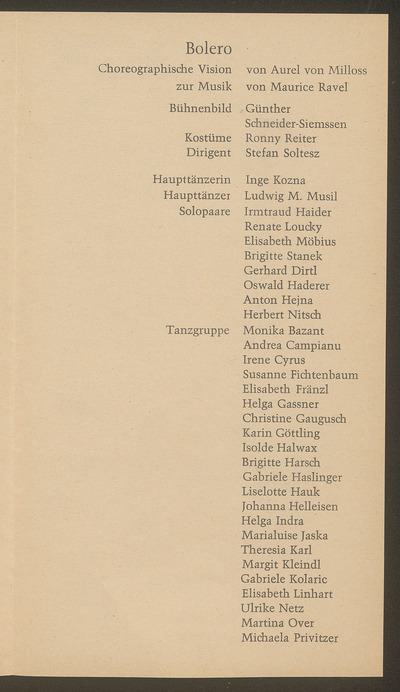 Bolero
Choreographische Vision von Aurel von Milloss
zur Musik von Maurice Ravel
Bühnenbild Günther
Schneider-Siemssen
Kostüme Ronny Reiter
Dirigent Stefan Soltesz
Haupttänzerin Inge Kozna
Haupttänzer Ludwig M. Musil
Solopaare Irmtraud Haider
Renate Loucky
Elisabeth Möbius
Brigitte Stanek
Gerhard Dirtl
Oswald Haderer
Anton Hejna
Herbert Nitsch
Tanzgruppe Monika Bazant
Andrea Campianu
Irene Cyrus
Susanne Fichtenbaum
Elisabeth Fränzl
Helga Gassner
Christine Gaugusch
Karin Göttling
Isolde Halwax
Brigitte Harsch
Gabriele Haslinger
Liselotte Hauk
Johanna Helleisen
Helga Indra
Marialuise Jaska
Theresia Karl
Margit Kleindl
Gabriele Kolaric
Elisabeth Linhart
Ulrike Netz
Martina Over
Michaela Privitzer